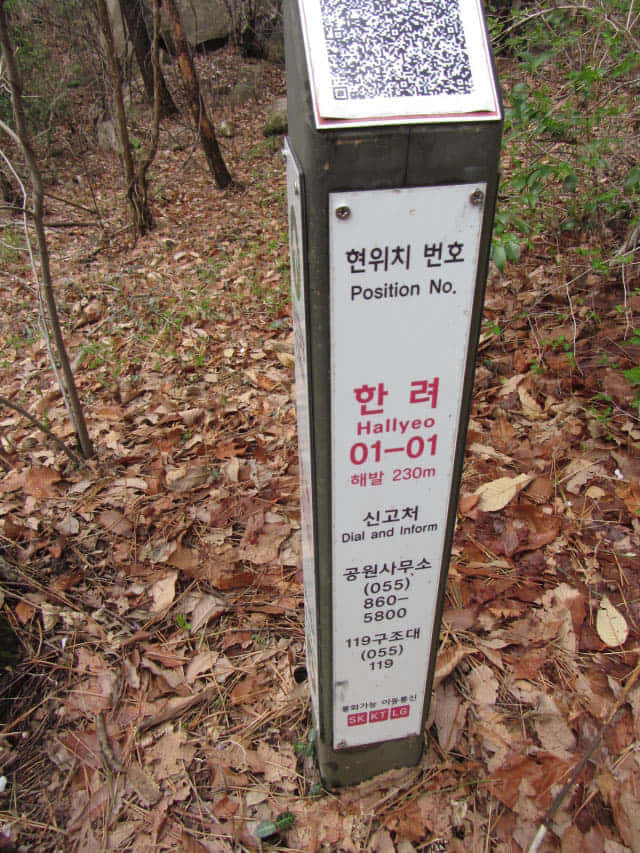 현위치 번호
Position No.
한려
Hallyeo
01-01
해발 230m
신고처
Dial and Inform
공원사무소
(055)
860-
5800
119구조대
(055)
119
통화가능 이동통신
SK KT LG